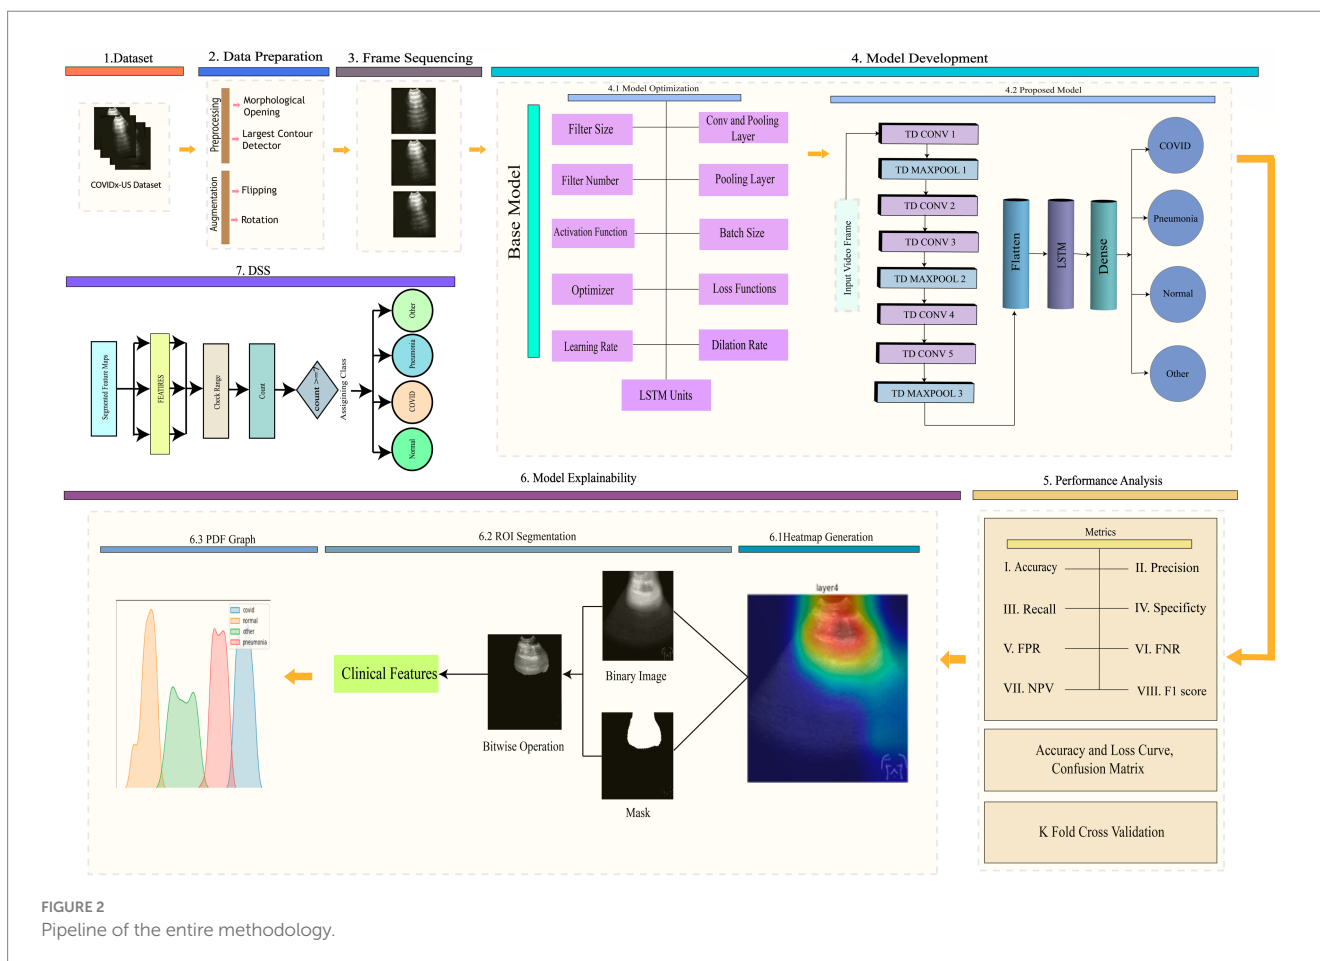 1.Dataset
COVIDx-US Dataset
2. Data Preparation
Preprocessing
Morphological
Opening
Largest Contour
Detector
Augmentation
Flipping
Rotation
3. Frame Sequencing
4. Model Development
Base Model
4.1 Model Optimization
Filter Size
Conv and Pooling
Layer
Filter Number
Pooling Layer
Activation Function
Batch Size
Optimizer
Loss Functions
Learning Rate
Dilation Rate
LSTM Units
4.2 Proposed Model
Input Video Frame
TD CONV 1
TD MAXPOOL 1
TD CONV 2
TD CONV 3
TD MAXPOOL 2
TD CONV 4
TD CONV 5
TD MAXPOOL 3
Flatten
LSTM
Dense
COVID
Pneumonia
Normal
Other
7. DSS
Segmented Feature Maps
FEATIRES
Check Range
Count
count >=7
Assigining Class
Other
Pneumonia
COVID
Normal
5. Performance Analysis
Metrics
I. Accuracy
II. Precision
III. Recall
IV. Specificty
V. FPR
VI. FNR
VII. NPV
VIII. F1 score
Accuracy and Loss Curve,
Confusion Matrix
K Fold Cross Validation
6. Model Explainability
6.3 PDF Graph
covid
normal
other
pneumonia
6.2 ROI Segmentation
Clinical Features
Bitwise Operation
Binary Image
Mask
6.1Heatmap Generation
layer4
FIGURE 2
Pipeline of the entire methodology.